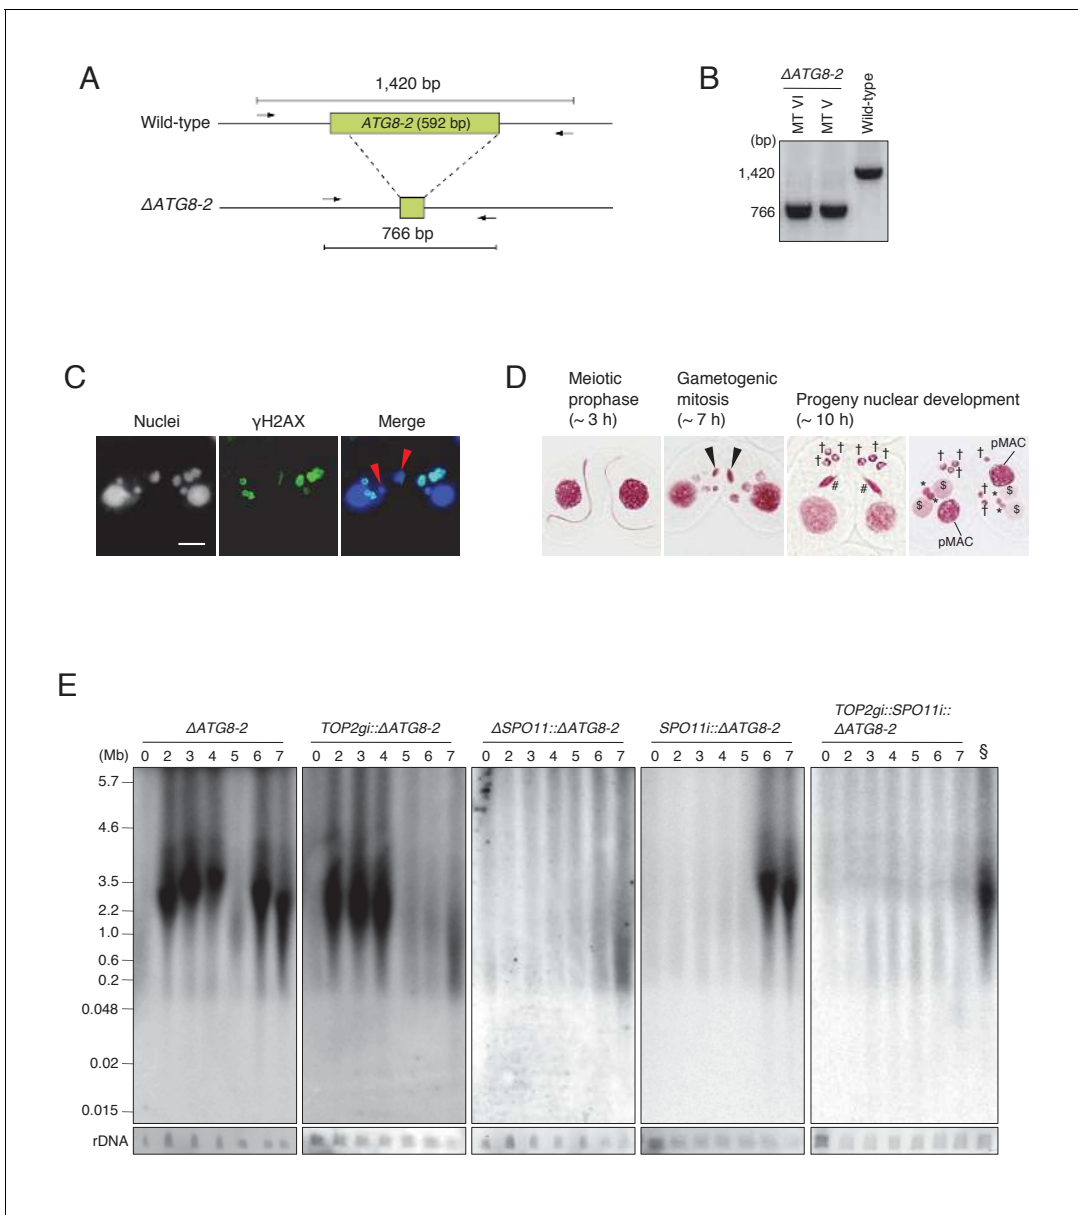 A
1,420 bp
Wild-type
ATG8-2 (592 bp)
ΔATG8-2
766 bp
B
ΔATG8-2
MT VI
MT V
Wild-type
(bp)
1,420
766
C
Nuclei
γH2AX
Merge
D
Meiotic
prophase
(~ 3 h)
Gametogenic
mitosis
(~ 7 h)
Progeny nuclear development
(~ 10 h)
† † † †
† † † †
# #
pMAC
† † † †
$ * * $
† † * * $
‡
pMAC
E
ΔATG8-2
TOP2gi::ΔATG8-2
ΔSPO11::ΔATG8-2
SPO11i::ΔATG8-2
TOP2gi::SPO11i::
ΔATG8-2
(Mb) 0 2 3 4 5 6 7
0 2 3 4 5 6 7
0 2 3 4 5 6 7
0 2 3 4 5 6 7
0 2 3 4 5 6 7 §
5.7
4.6
3.5
2.2
1.0
0.6
0.2
0.048
0.02
0.015
rDNA